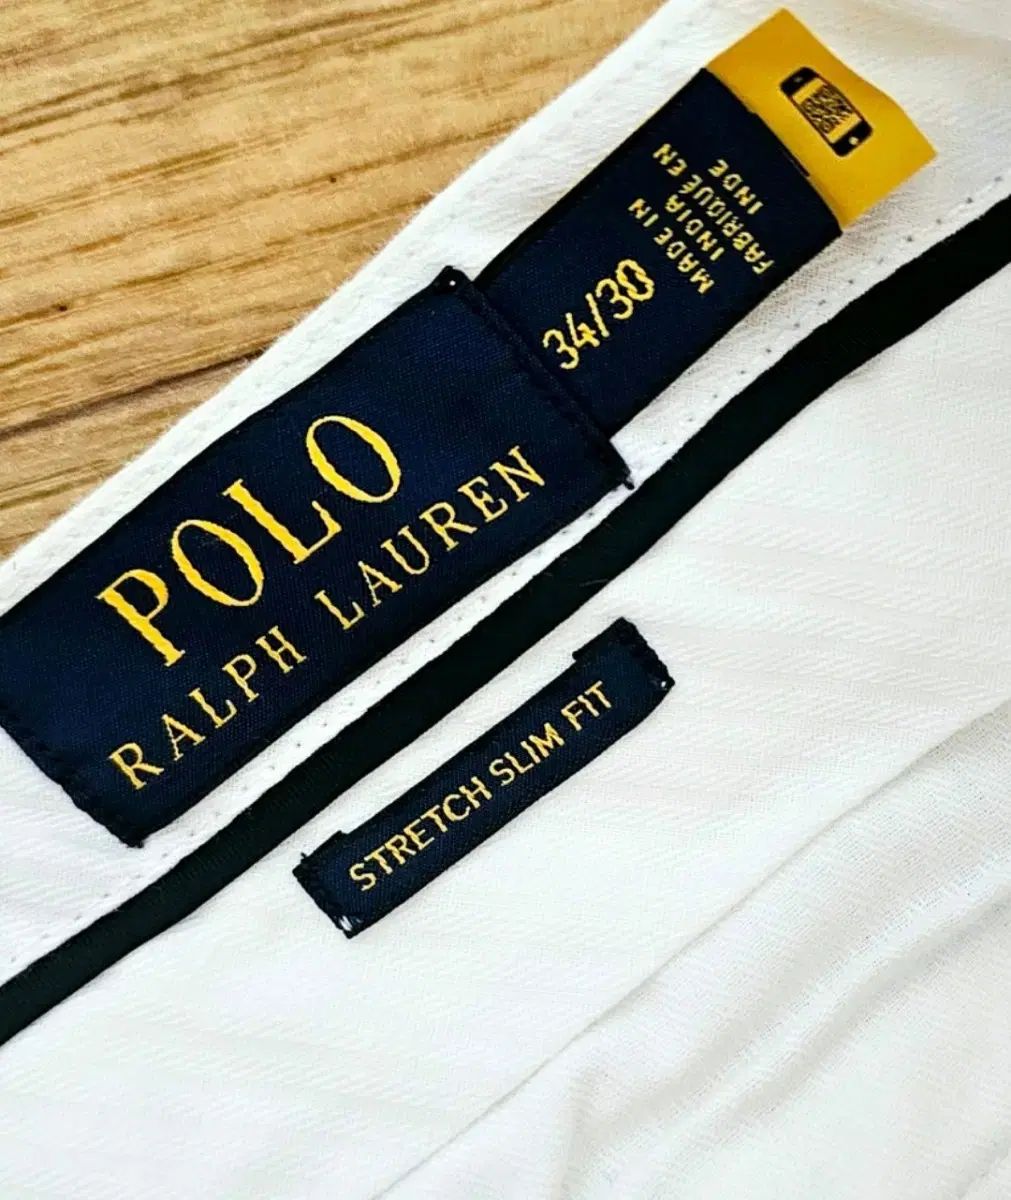 POLO
RALPH LAUREN
34/30
MADE IN
INDIA
FABRIQUÉ EN
INDE
STRETCH SLIM FIT